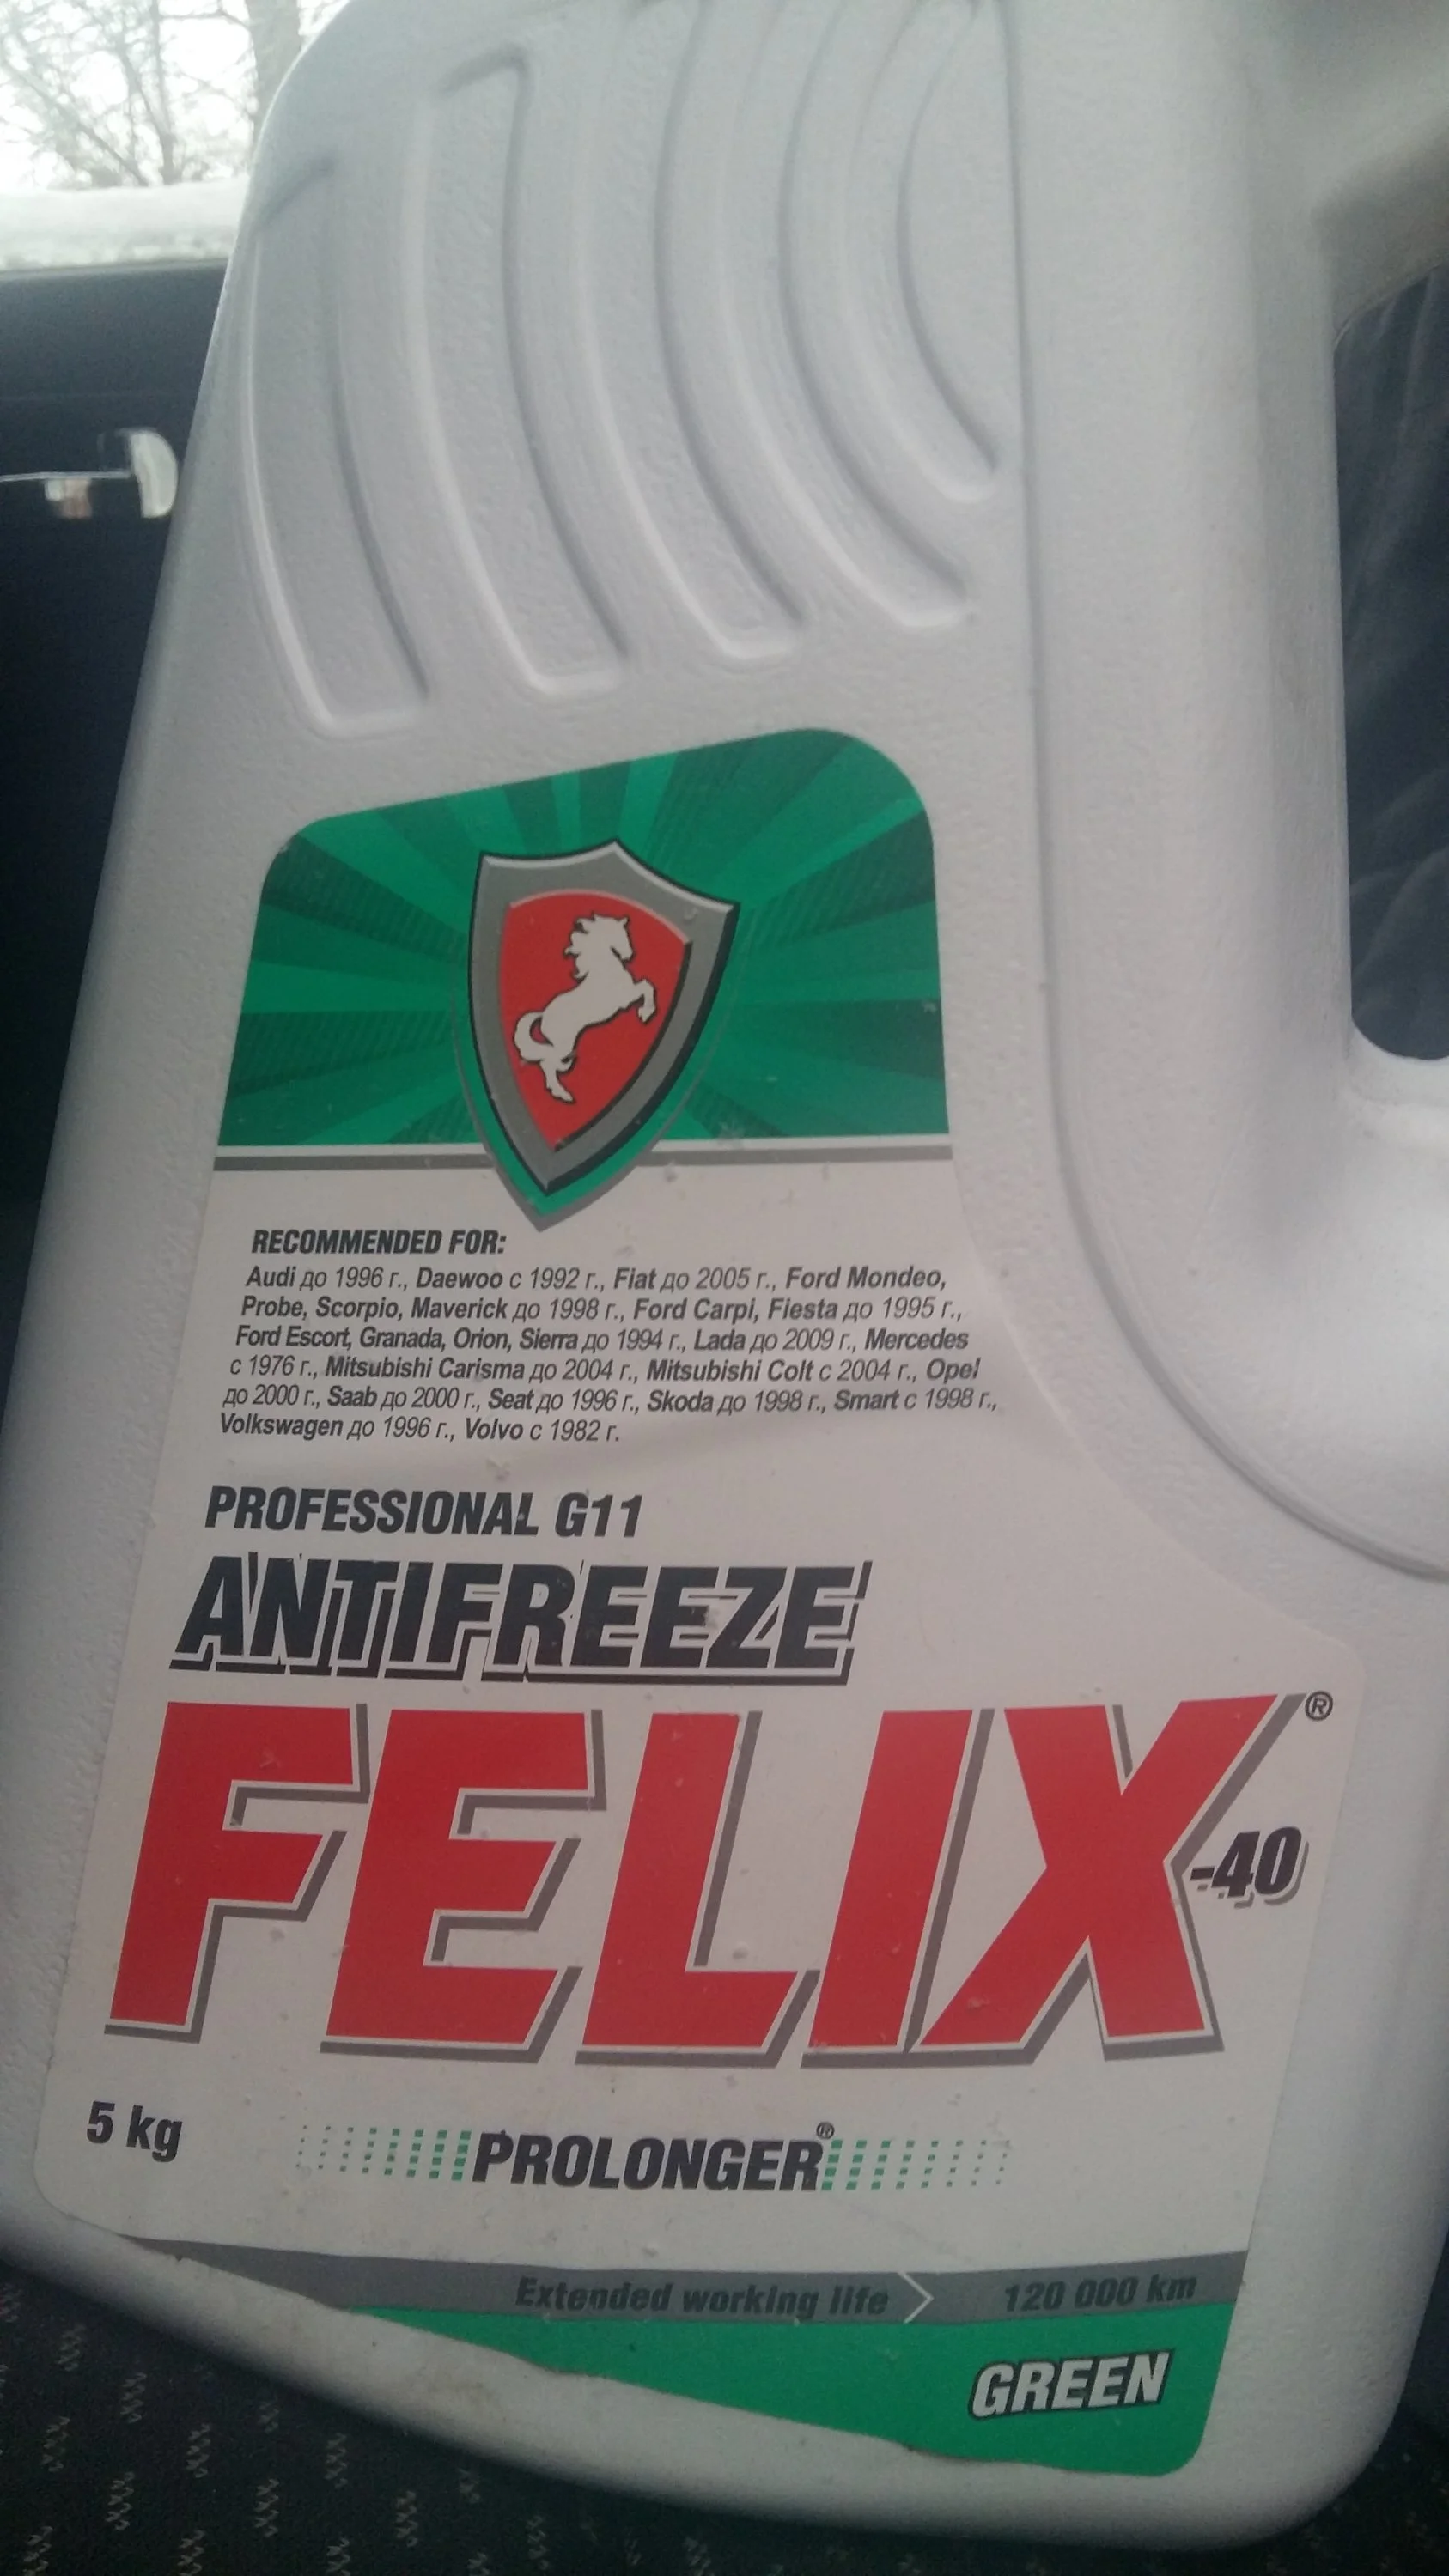 RECOMMENDED FOR:
Audi до 1996 г., Daewoo с 1992 г., Fiat до 2005 г., Ford Mondeo,
Probe, Scorpio, Maverick до 1998 г., Ford Carpi, Fiesta до 1995 г.,
Ford Escort, Granada, Orion, Sierra до 1994 г., Lada до 2009 г., Mercedes
с 1976 г., Mitsubishi Carisma до 2004 г., Mitsubishi Colt с 2004 г., Opel
до 2000 г., Saab до 2000 г., Seat до 1996 г., Skoda до 1998 г., Smart с 1998 г.,
Volkswagen до 1996 г., Volvo с 1982 г.
PROFESSIONAL G11
ANTIFREEZE
FELIX®
-40
5 kg
PROLONGER®
Extended working life 120 000 km
GREEN